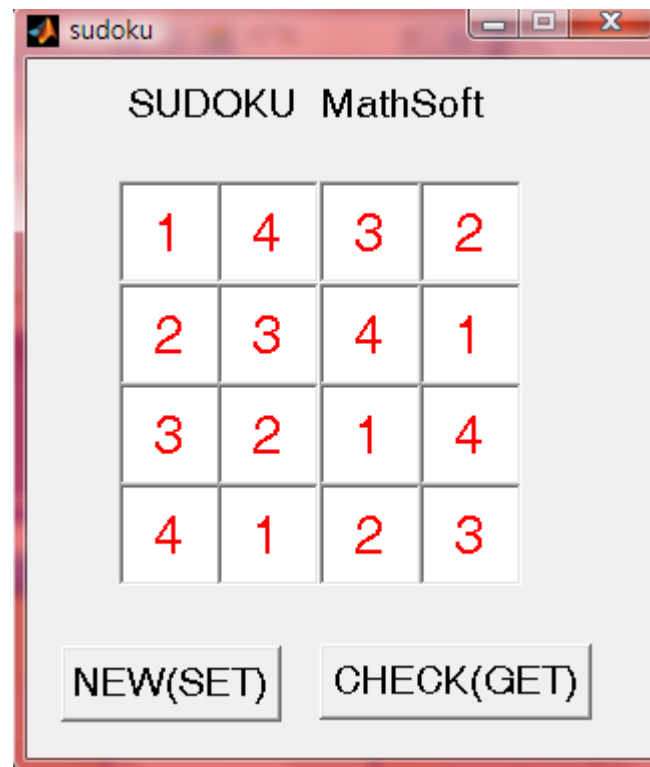 sudoku
SUDOKU MathSoft
1 4 3 2
2 3 4 1
3 2 1 4
4 1 2 3
NEW(SET) CHECK(GET)